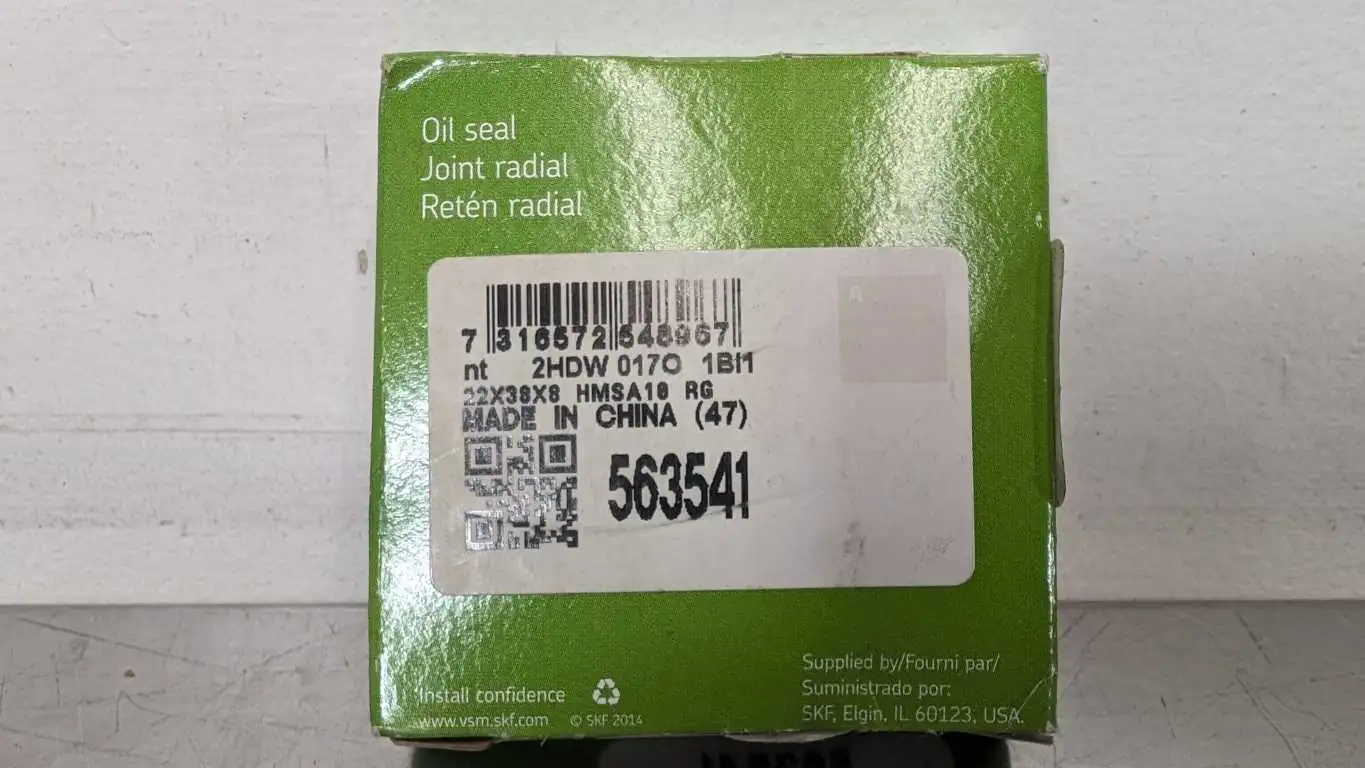 Oil seal
Joint radial
Retén radial
A
7 316572 548967
nt 2HDW 017O 1BI1
22X38X8 HMSA10 RG
MADE IN CHINA (47)
563541
Install confidence
www.vsm.skf.com © SKF 2014
Supplied by/Fourni par/
Suministrado por:
SKF, Elgin, IL 60123, USA.